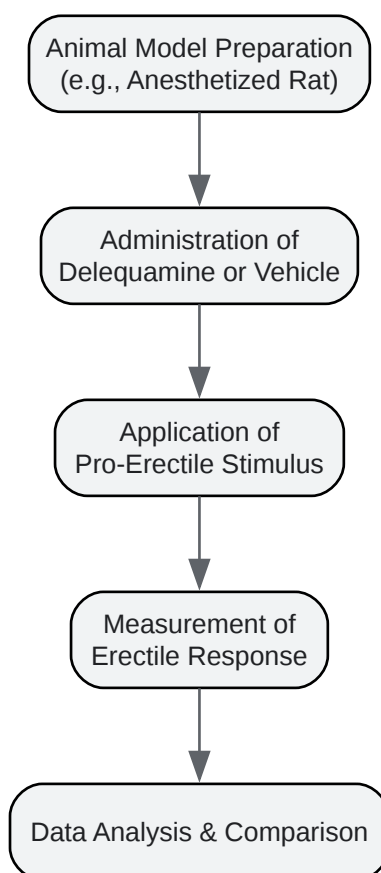 Animal Model Preparation
(e.g., Anesthetized Rat)
Administration of
Delequamine or Vehicle
Application of
Pro-Erectile Stimulus
Measurement of
Erectile Response
Data Analysis & Comparison